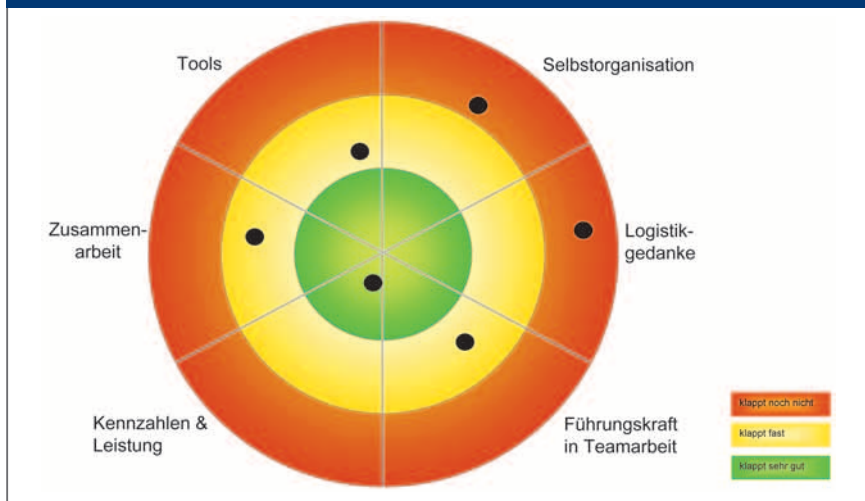 Tools
Selbstorganisation
Zusammen-
arbeit
Logistik-
gedanke
Kennzahlen &
Leistung
Führungskraft
in Teamarbeit
klappt noch nicht
klappt fast
klappt sehr gut